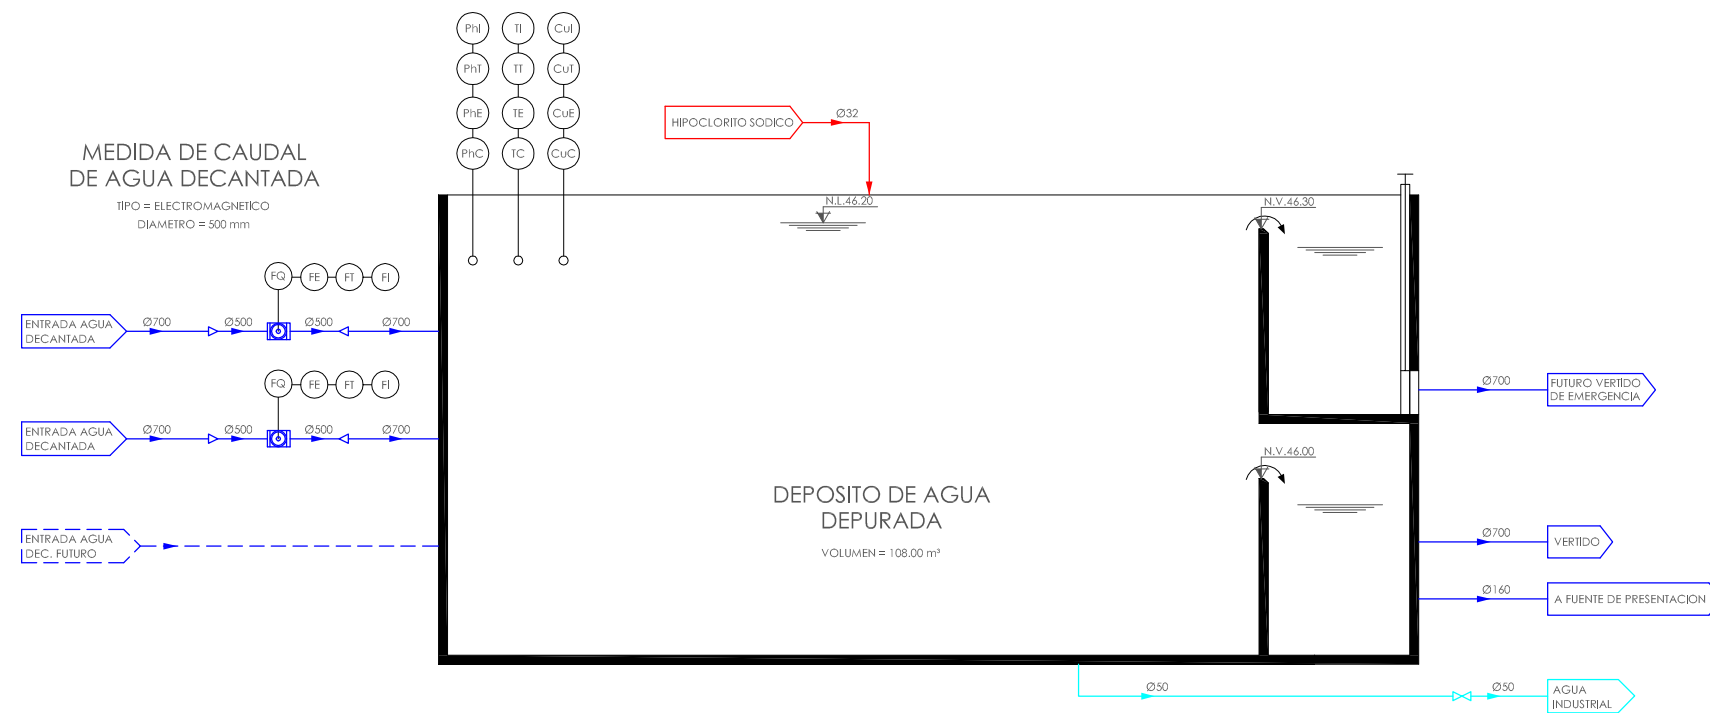 PhI
TI
CuI
PhT
TT
CuT
PhE
TE
CuE
PhC
TC
CuC
HIPOCLORITO SODICO
Ø32
MEDIDA DE CAUDAL
DE AGUA DECANTADA
TIPO = ELECTROMAGNETICO
DIAMETRO = 500 mm
N.L.46.20
N.V.46.30
FQ
FE
FT
FI
ENTRADA AGUA
DECANTADA
Ø700
Ø500
Ø500
Ø700
FQ
FE
FT
FI
ENTRADA AGUA
DECANTADA
Ø700
Ø500
Ø500
Ø700
Ø700
FUTURO VERTIDO
DE EMERGENCIA
N.V.46.00
DEPOSITO DE AGUA
DEPURADA
VOLUMEN = 108.00 m³
ENTRADA AGUA
DEC. FUTURO
Ø700
VERTIDO
Ø160
A FUENTE DE PRESENTACION
Ø50
Ø50
AGUA
INDUSTRIAL